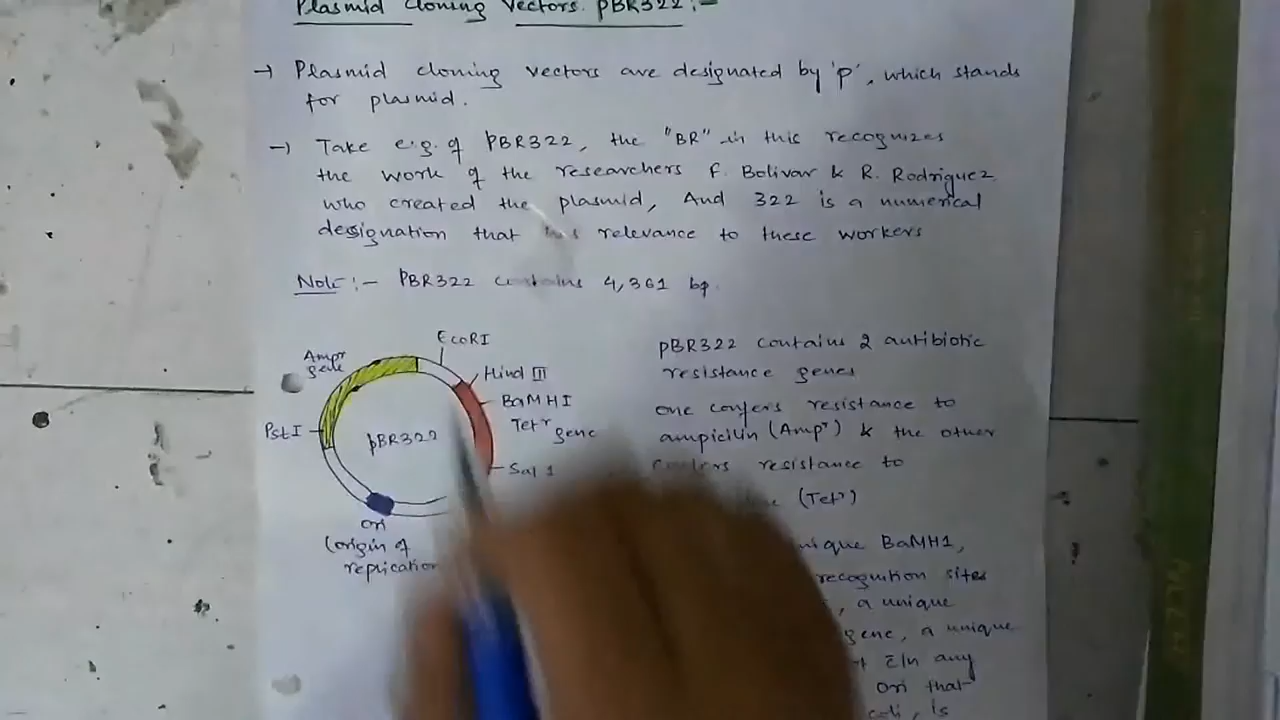 Plasmid Cloning Vectors. PBR322:-
→ Plasmid cloning vectors are designated by 'p', which stands
for plasmid.
→ Take e.g. of PBR322, the "BR" in this recognizes
the work of the researchers F. Bolivar & R. Rodriguez
who created the plasmid, And 322 is a numerical
designation that has relevance to these workers
Note:- PBR322 contains 4,361 bp.
EcoRI
Ampr gene
Hind III
BaMHI
Tetr gene
PstI
pBR322
Sal 1
ori
(origin of
replication
pBR322 contains 2 antibiotic
resistance genes
one confers resistance to
ampicilin (Ampr) & the other
confers resistance to
(Tetr)
unique BaMH1,
recognition sites
, a unique
gene, a unique
in any
Ori that
coli, is